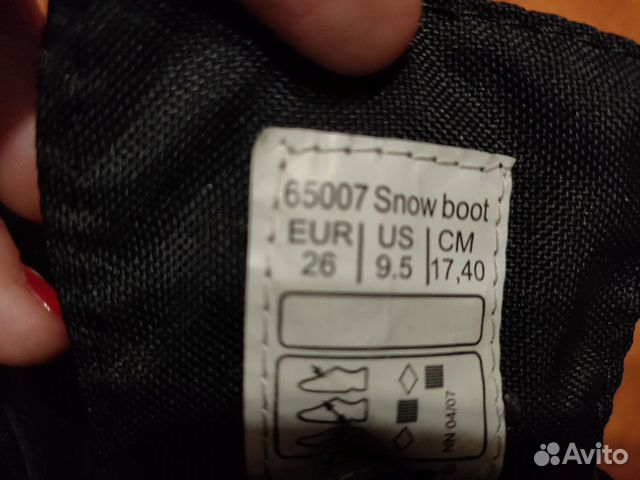 65007 Snow boot
EUR US CM
26 9.5 17,40
NN 04/07
Avito